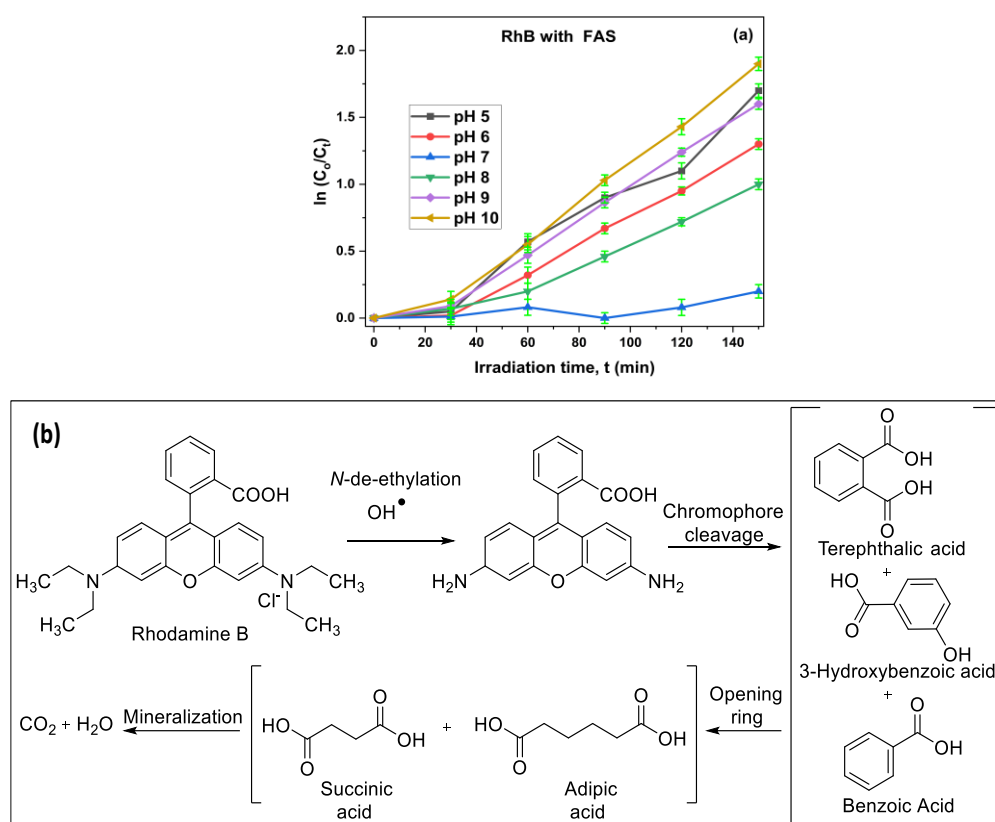 RhB with FAS
(a)
ln (C₀/Cₜ)
2.0
1.5
1.0
0.5
0.0
pH 5
pH 6
pH 7
pH 8
pH 9
pH 10
0 20 40 60 80 100 120 140
Irradiation time, t (min)
(b)
COOH
N
N
O
Cl-
H₃C
H₃C
CH₃
CH₃
Rhodamine B
N-de-ethylation
OH•
COOH
H₂N
O
NH₂
Chromophore
cleavage
O
OH
OH
O
Terephthalic acid
+
HO
O
OH
3-Hydroxybenzoic acid
+
O
OH
Benzoic Acid
Opening
ring
O
HO
OH
O
Adipic
acid
+
O
HO
OH
O
Succinic
acid
Mineralization
CO₂ + H₂O